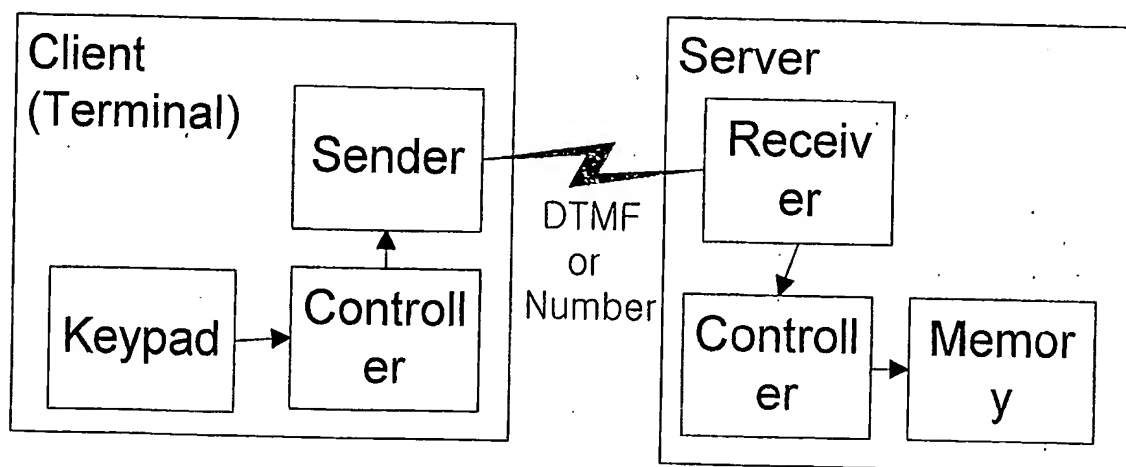 Client
(Terminal)
Sender
Keypad
Controll
er
DTMF
or
Number
Server
Receiv
er
Controll
er
Memor
y